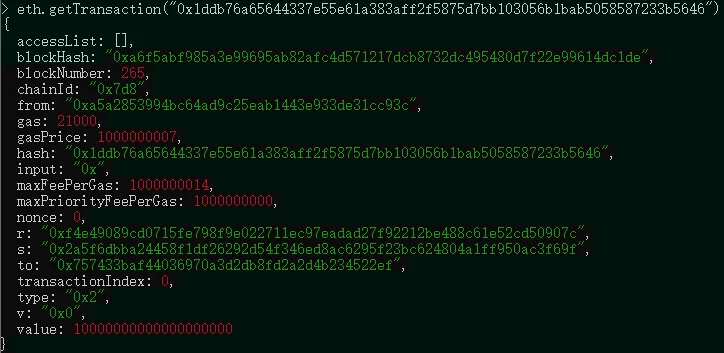 > eth.getTransaction("0x1ddb76a65644337e55e61a383aff2f5875d7bb103056b1bab5058587233b5646")
{
accessList: [],
blockHash: "0xa6f5abf985a3e99695ab82afc4d571217dcb8732dc495480d7f22e99614dc1de",
blockNumber: 265,
chainId: "0x7d8",
from: "0xa5a2853994bc64ad9c25eab1443e933de31cc93c",
gas: 21000,
gasPrice: 1000000007,
hash: "0x1ddb76a65644337e55e61a383aff2f5875d7bb103056b1bab5058587233b5646",
input: "0x",
maxFeePerGas: 1000000014,
maxPriorityFeePerGas: 1000000000,
nonce: 0,
r: "0xf4e49089cd0715fe798f9e022711ec97eadad27f92212be488c61e52cd50907c",
s: "0x2a5f6dbba24458f1df26292d54f346ed8ac6295f23bc624804a1ff950ac3f69f",
to: "0x757433baf44036970a3d2db8fd2a2d4b234522ef",
transactionIndex: 0,
type: "0x2",
v: "0x0",
value: 10000000000000000000
}